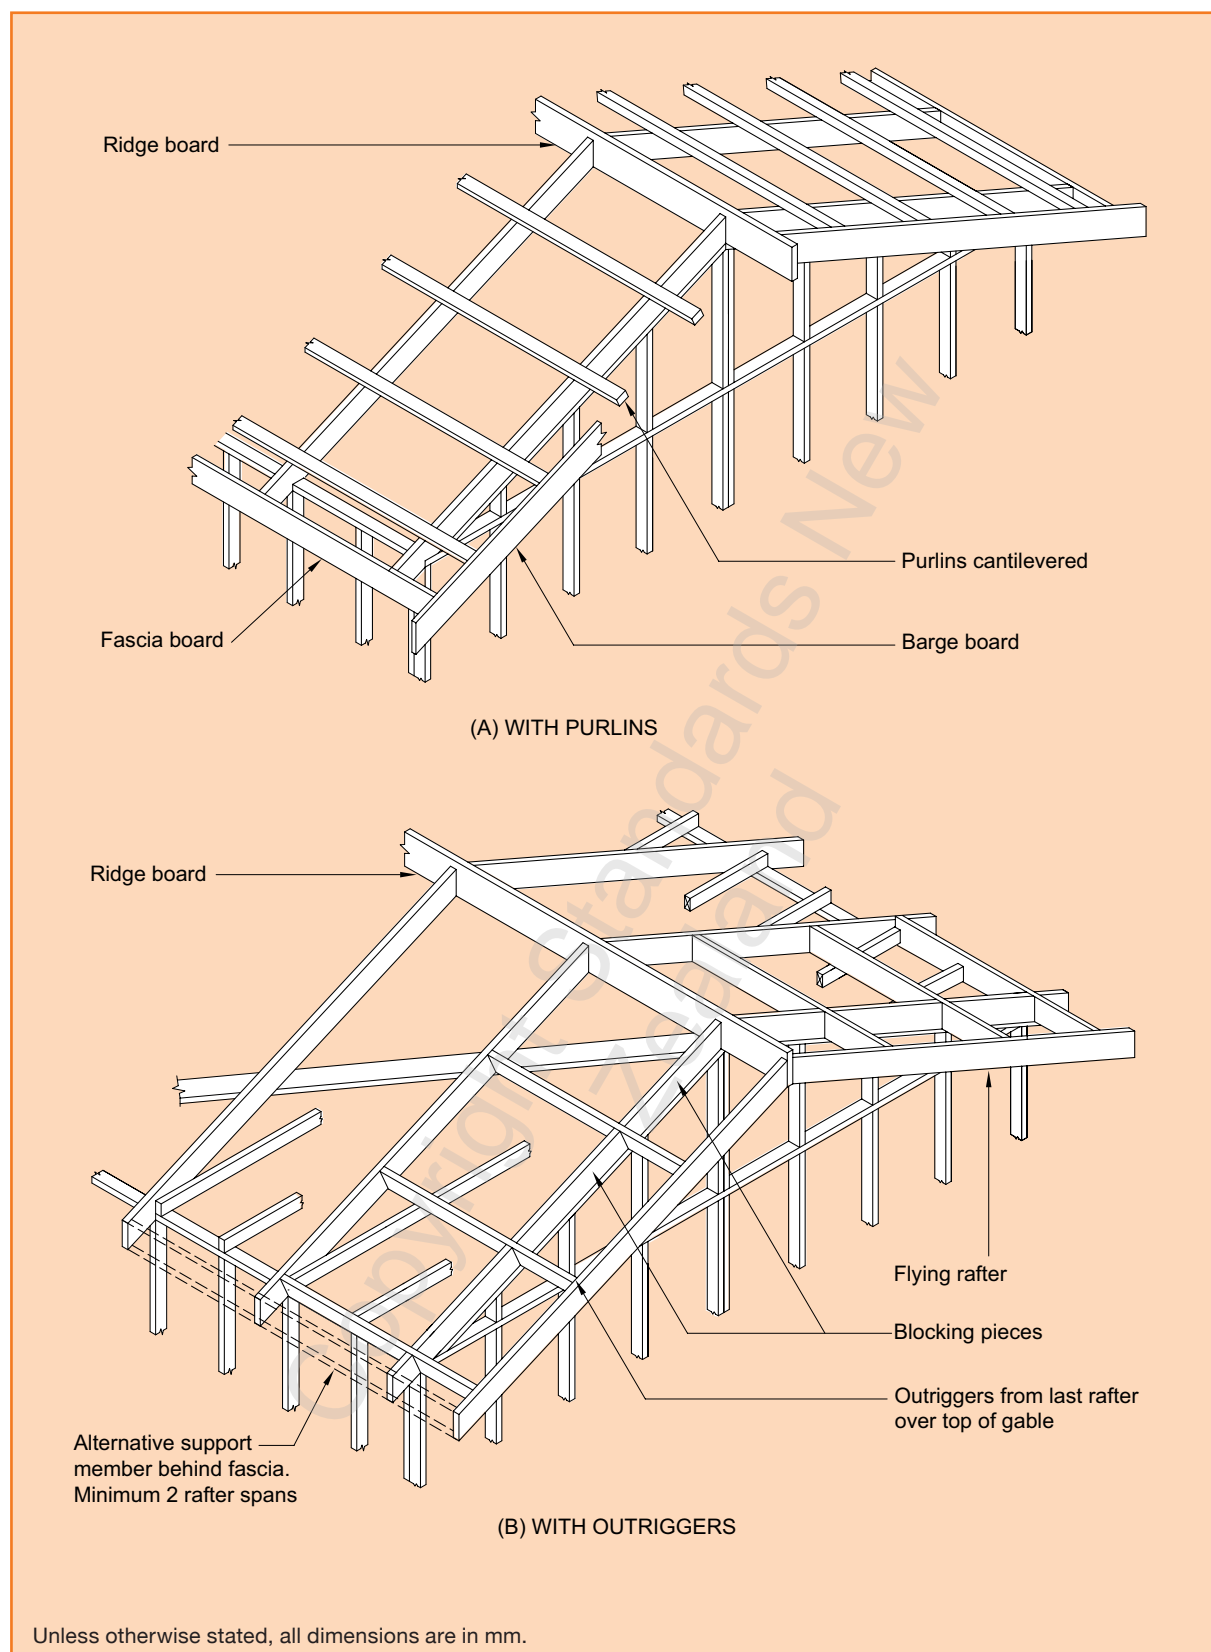 Ridge board
Purlins cantilevered
Fascia board
Barge board
(A) WITH PURLINS
Ridge board
Flying rafter
Blocking pieces
Outriggers from last rafter
over top of gable
Alternative support
member behind fascia.
Minimum 2 rafter spans
(B) WITH OUTRIGGERS
Unless otherwise stated, all dimensions are in mm.
Copyright Standards New
Zealand